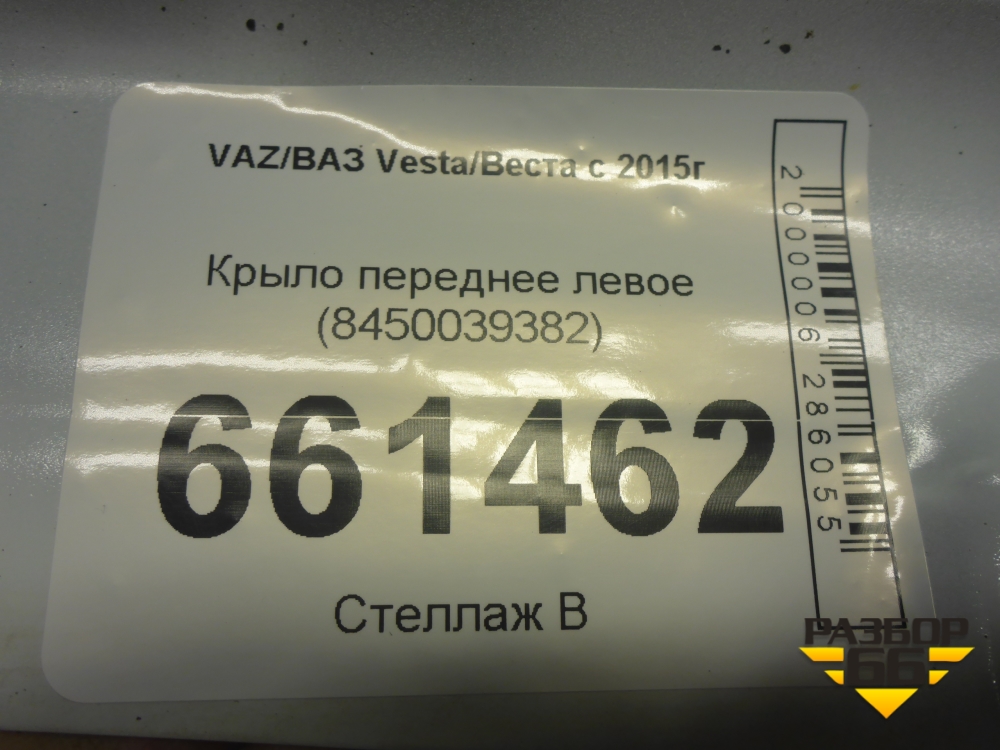 VAZ/ВАЗ Vesta/Веста с 2015г
Крыло переднее левое
(8450039382)
661462
Стеллаж В
2000006286055
РАЗБОР
66